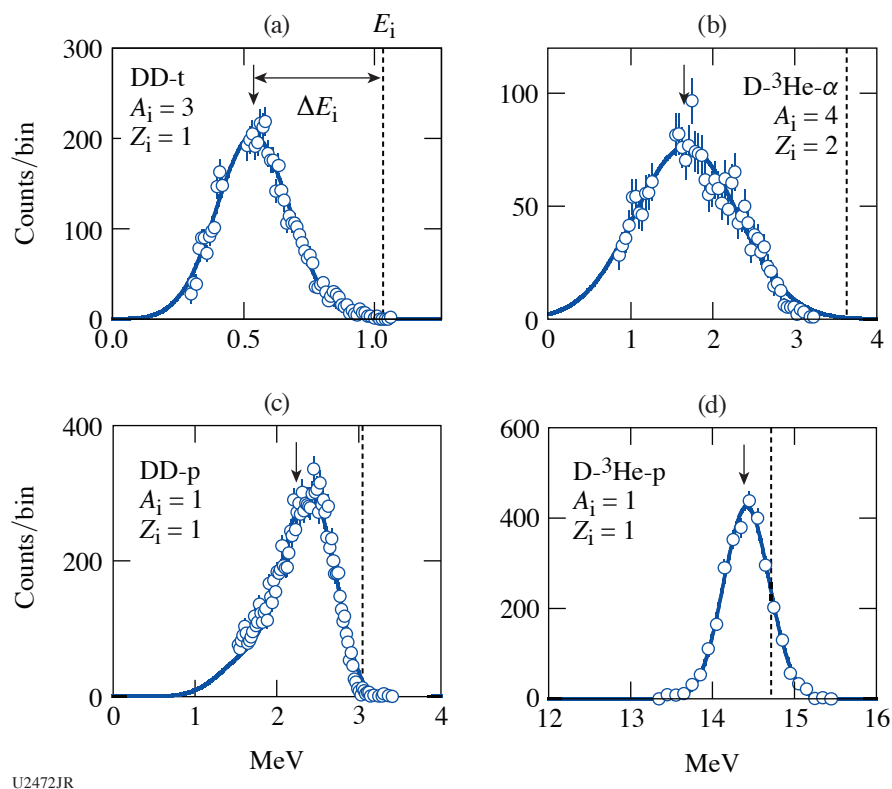 (a)
E_i
(b)
Counts/bin
300
200
100
0
DD-t
A_i = 3
Z_i = 1
ΔE_i
0.0
0.5
1.0
100
50
0
D-³He-α
A_i = 4
Z_i = 2
0
1
2
3
4
(c)
(d)
Counts/bin
400
200
0
DD-p
A_i = 1
Z_i = 1
0
1
2
3
4
MeV
600
400
200
0
D-³He-p
A_i = 1
Z_i = 1
12
13
14
15
16
MeV
U2472JR